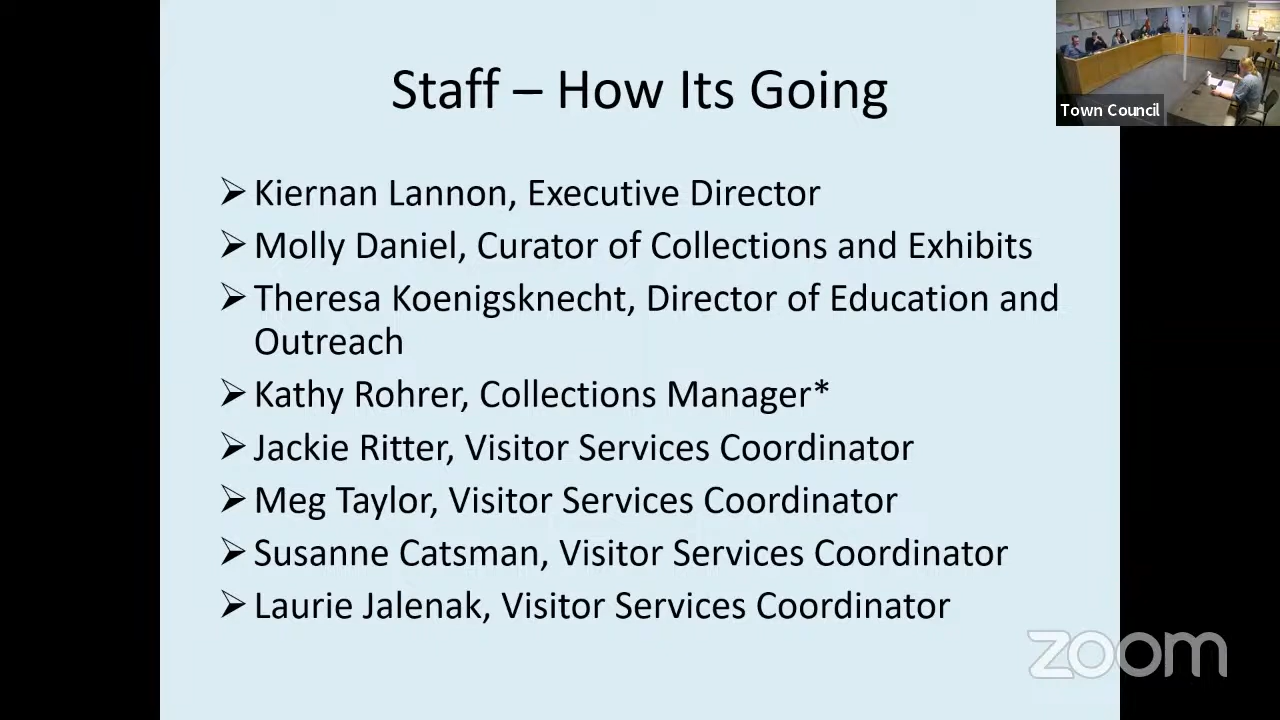 Staff – How Its Going
Town Council
Kiernan Lannon, Executive Director
Molly Daniel, Curator of Collections and Exhibits
Theresa Koenigsknecht, Director of Education and
Outreach
Kathy Rohrer, Collections Manager*
Jackie Ritter, Visitor Services Coordinator
Meg Taylor, Visitor Services Coordinator
Susanne Catsman, Visitor Services Coordinator
Laurie Jalenak, Visitor Services Coordinator
zoom